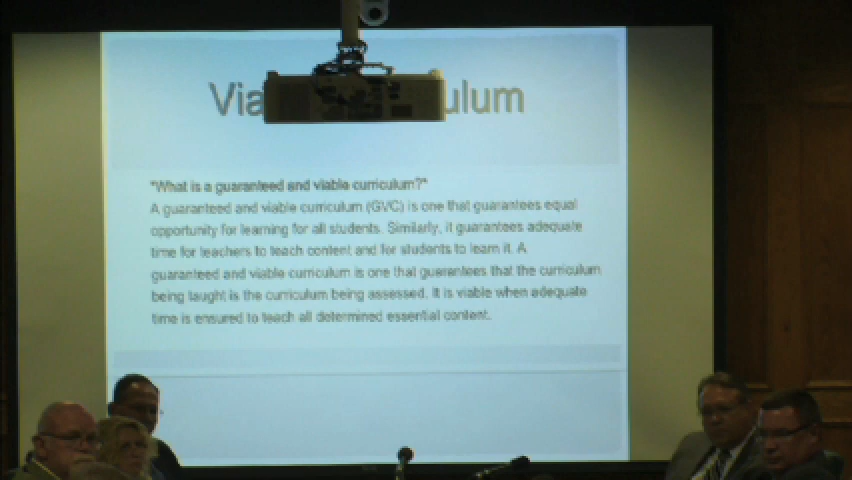 Via ulum
"What is a guaranteed and viable curriculum?"
A guaranteed and viable curriculum (GVC) is one that guarantees equal
opportunity for learning for all students. Similarly, it guarantees adequate
time for teachers to teach content and for students to learn it. A
guaranteed and viable curriculum is one that guarantees that the curriculum
being taught is the curriculum being assessed. It is viable when adequate
time is ensured to teach all determined essential content.